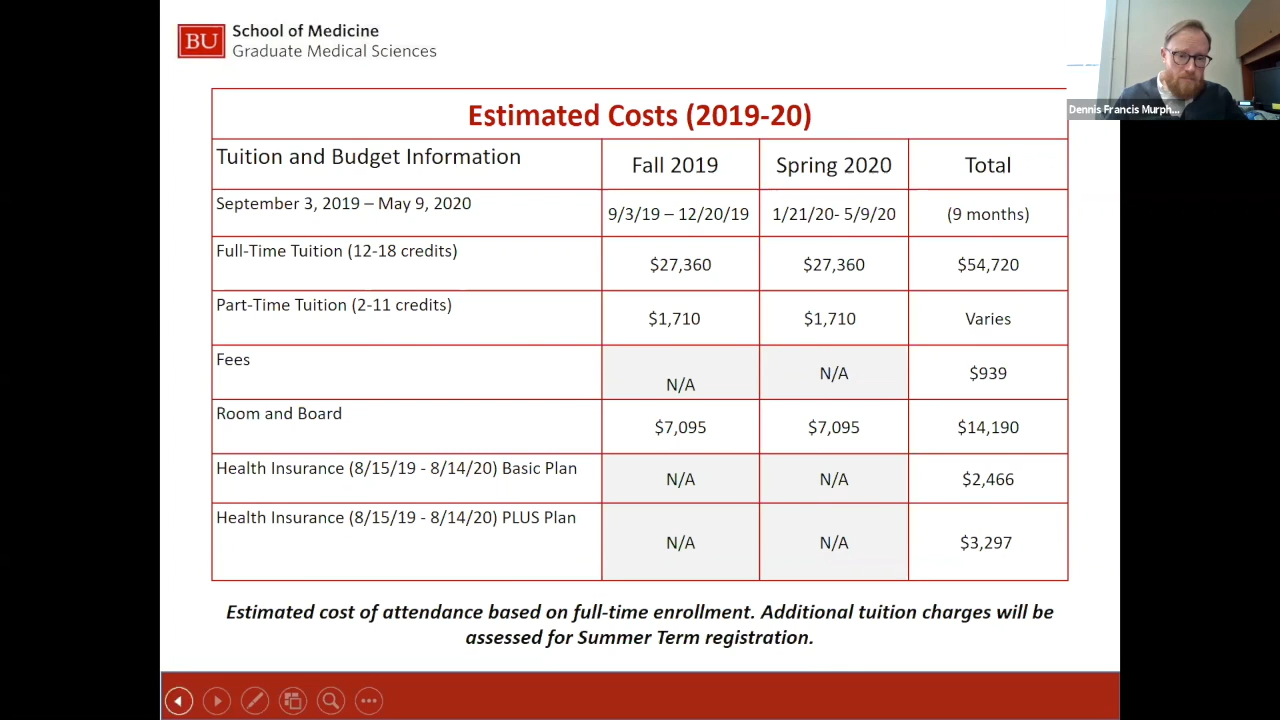 BU
School of Medicine
Graduate Medical Sciences
Dennis Francis Murph...
Estimated Costs (2019-20)
Tuition and Budget Information Fall 2019 Spring 2020 Total
September 3, 2019 – May 9, 2020 9/3/19 – 12/20/19 1/21/20- 5/9/20 (9 months)
Full-Time Tuition (12-18 credits) $27,360 $27,360 $54,720
Part-Time Tuition (2-11 credits) $1,710 $1,710 Varies
Fees N/A N/A $939
Room and Board $7,095 $7,095 $14,190
Health Insurance (8/15/19 - 8/14/20) Basic Plan N/A N/A $2,466
Health Insurance (8/15/19 - 8/14/20) PLUS Plan N/A N/A $3,297
Estimated cost of attendance based on full-time enrollment. Additional tuition charges will be
assessed for Summer Term registration.